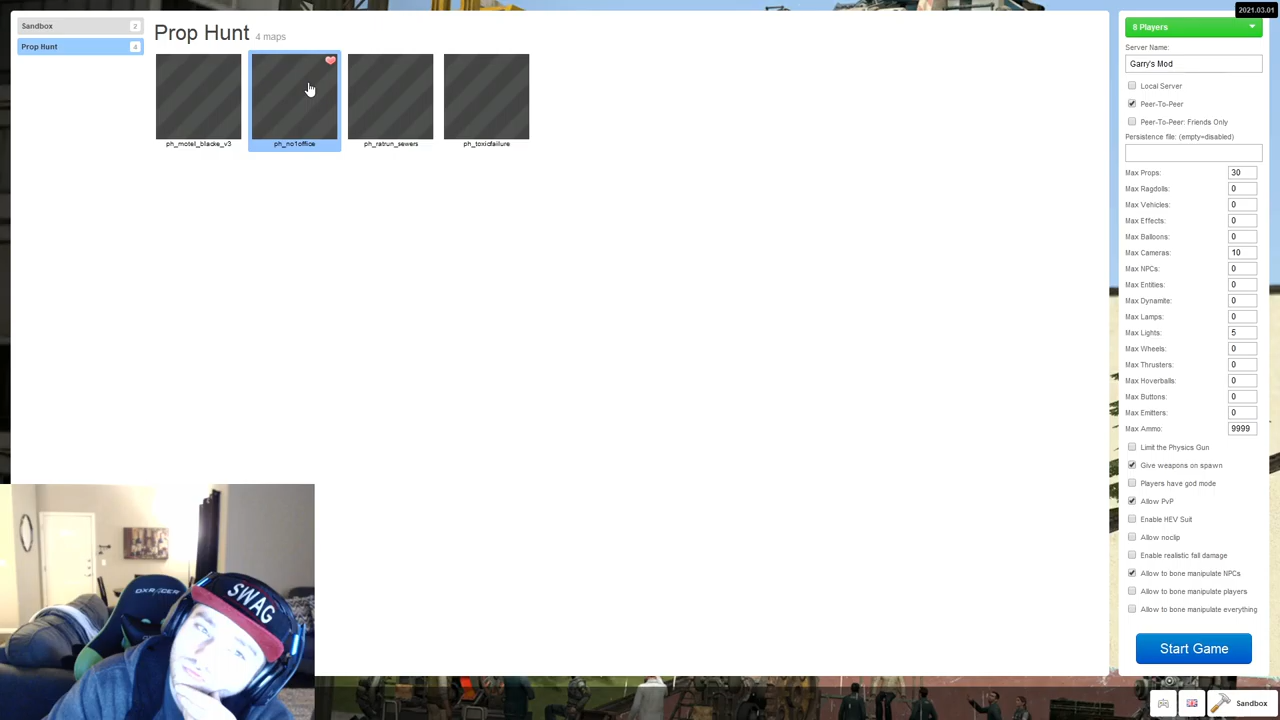 2021.03.01
Sandbox 2
Prop Hunt 4
Prop Hunt 4 maps
ph_motel_blacke_v3
ph_no1office
ph_ratrun_sewers
ph_toxicfailure
8 Players
Server Name:
Garry's Mod
Local Server
Peer-To-Peer
Peer-To-Peer: Friends Only
Persistence file: (empty=disabled)
Max Props: 30
Max Ragdolls: 0
Max Vehicles: 0
Max Effects: 0
Max Balloons: 0
Max Cameras: 10
Max NPCs: 0
Max Entities: 0
Max Dynamite: 0
Max Lamps: 0
Max Lights: 5
Max Wheels: 0
Max Thrusters: 0
Max Hoverballs: 0
Max Buttons: 0
Max Emitters: 0
Max Ammo: 9999
Limit the Physics Gun
Give weapons on spawn
Players have god mode
Allow PvP
Enable HEV Suit
Allow noclip
Enable realistic fall damage
Allow to bone manipulate NPCs
Allow to bone manipulate players
Allow to bone manipulate everything
Start Game
Sandbox
DXRACER
SWAG